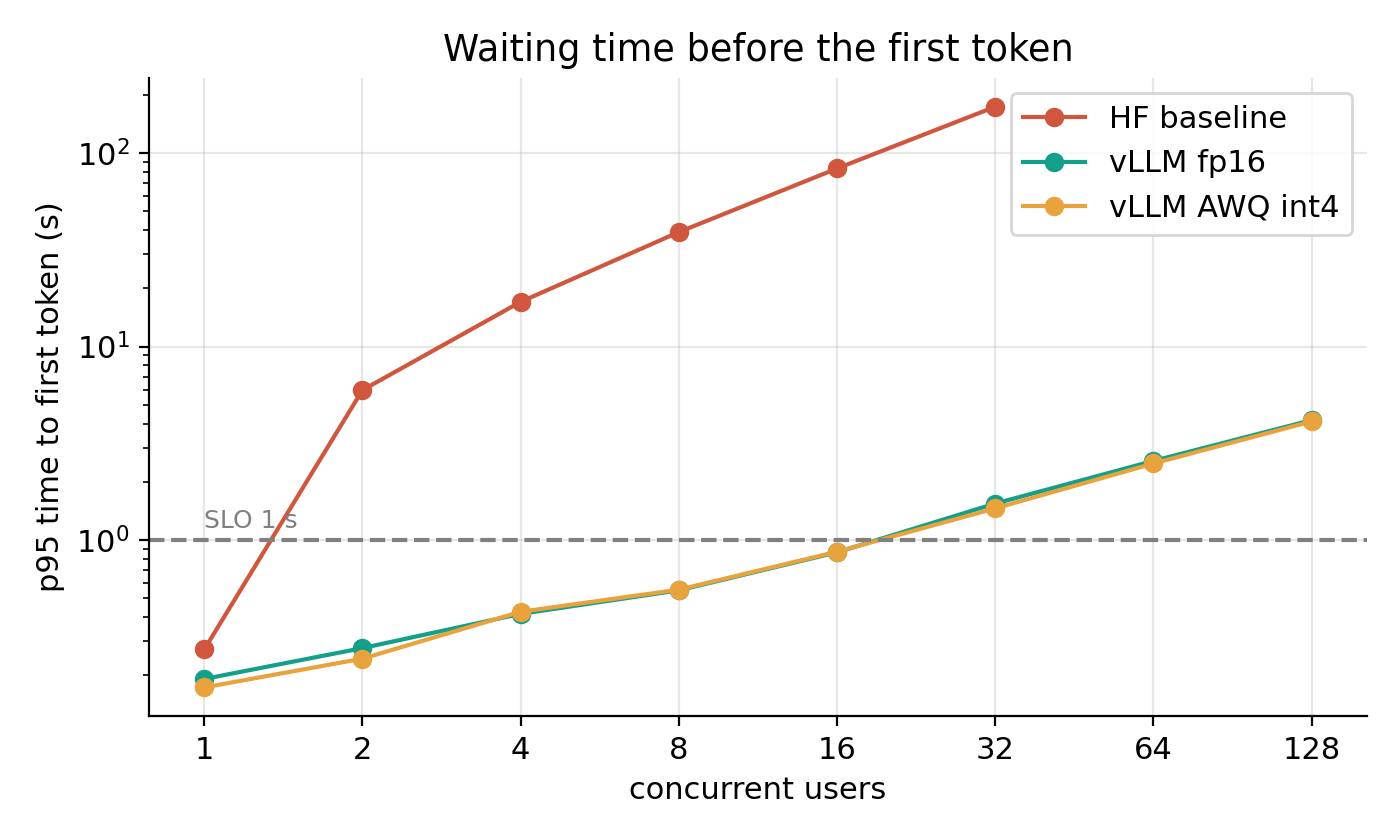 Waiting time before the first token
HF baseline
vLLM fp16
vLLM AWQ int4
p95 time to first token (s)
10²
10¹
10⁰
SLO 1 s
1 2 4 8 16 32 64 128
concurrent users